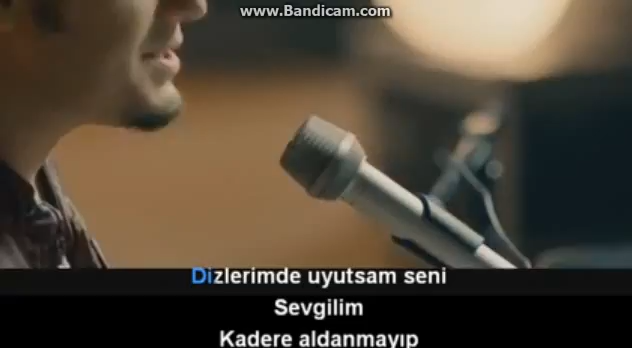 www.Bandicam.com
Dizlerimde uyutsam seni
Sevgilim
Kadere aldanmayıp